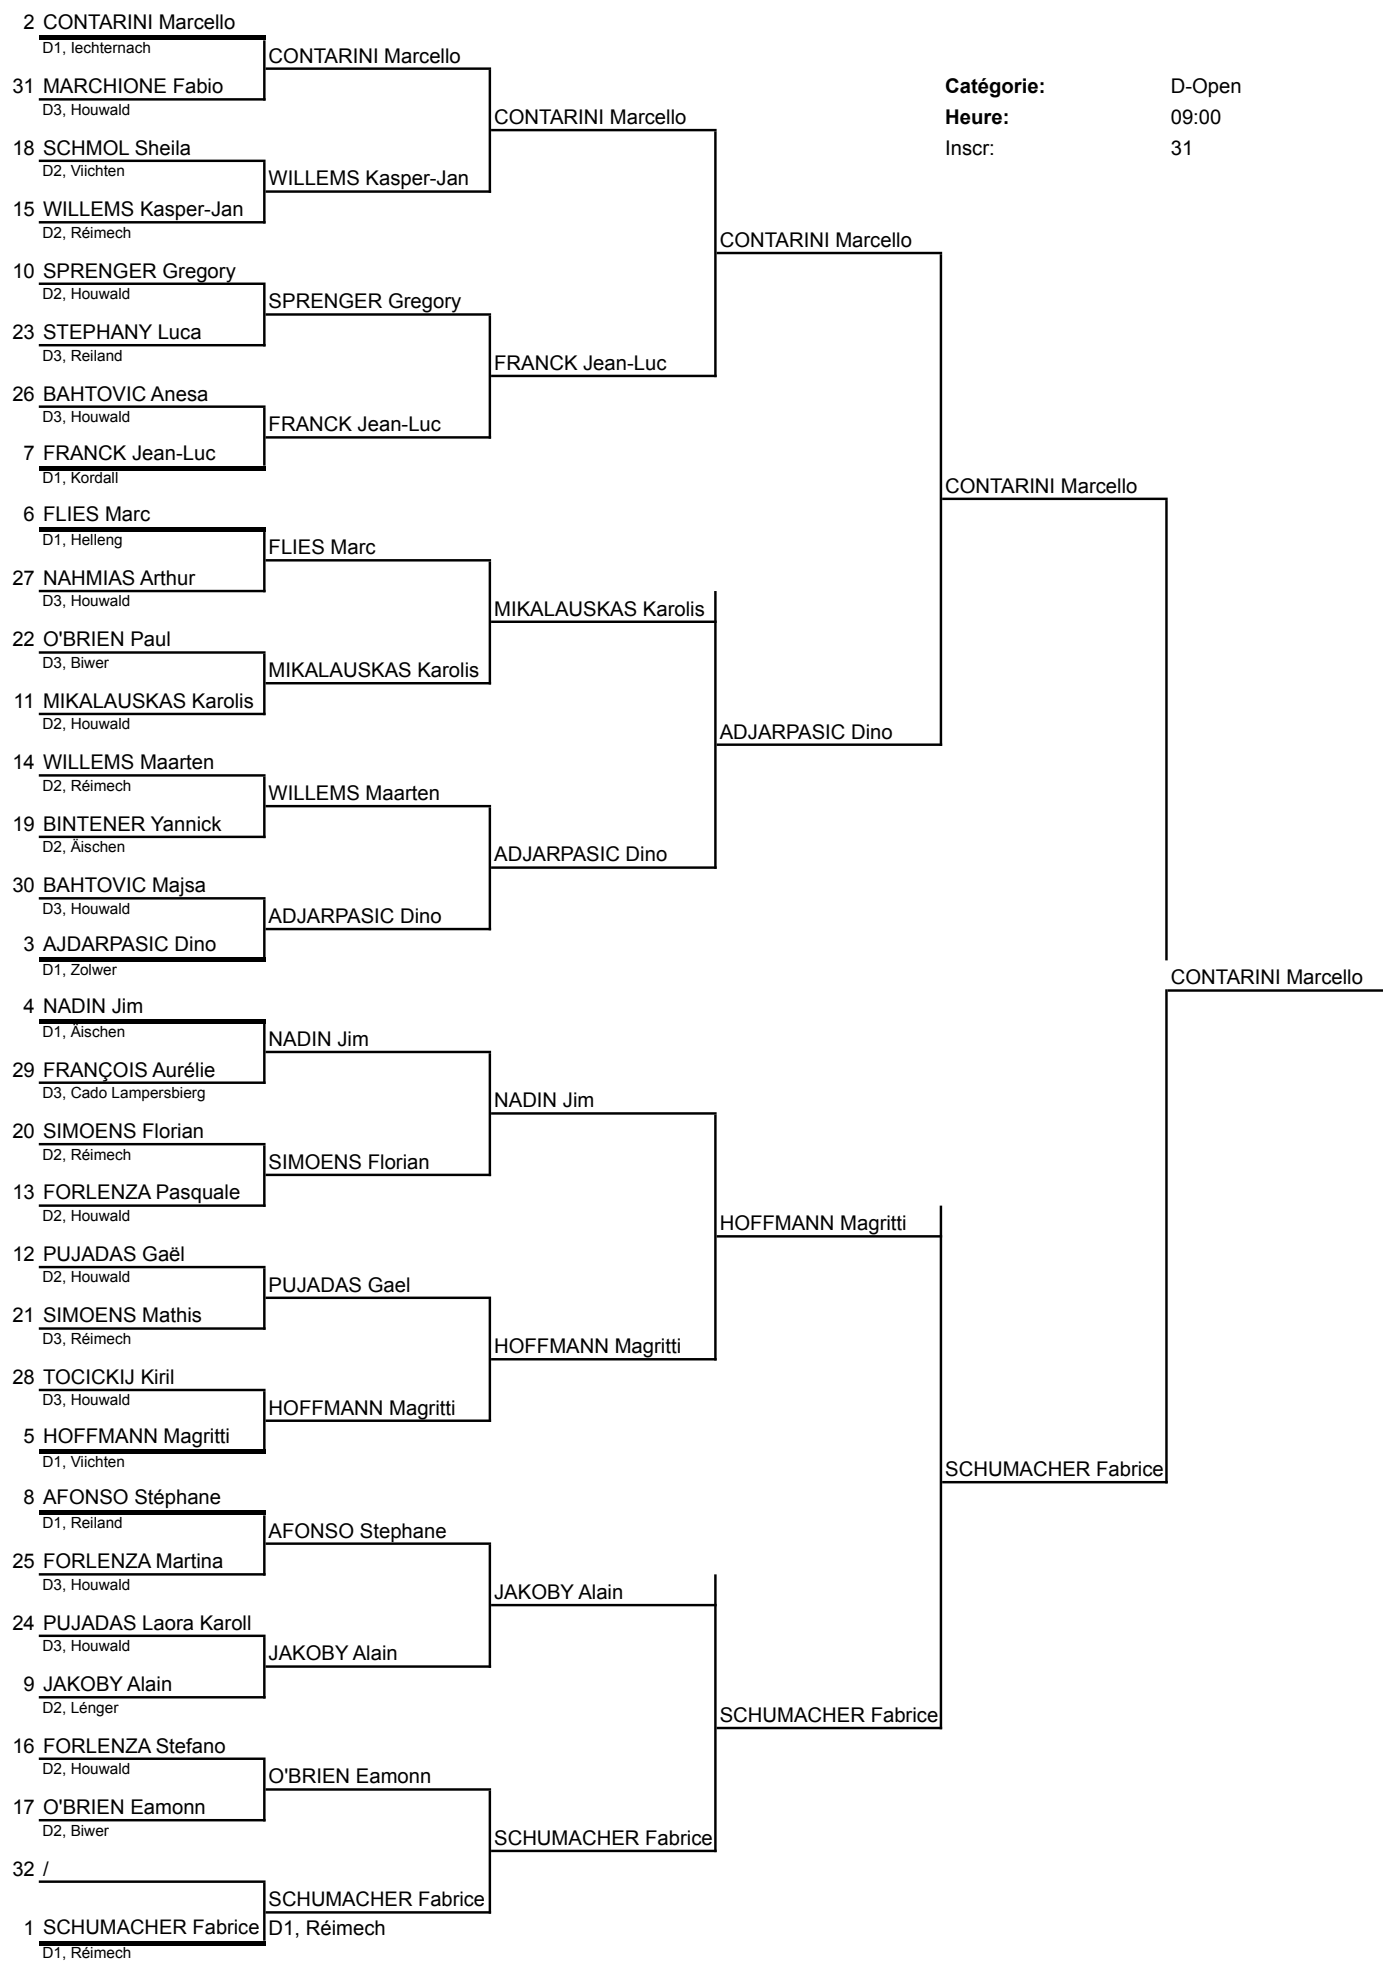 2 CONTARINI Marcello
D1, Iechternach
CONTARINI Marcello
31 MARCHIONE Fabio
D3, Houwald
CONTARINI Marcello
Catégorie: D-Open
Heure: 09:00
Inscr: 31
18 SCHMOL Sheila
D2, Viichten
WILLEMS Kasper-Jan
15 WILLEMS Kasper-Jan
D2, Réimech
CONTARINI Marcello
10 SPRENGER Gregory
D2, Houwald
SPRENGER Gregory
23 STEPHANY Luca
D3, Reiland
FRANCK Jean-Luc
26 BAHTOVIC Anesa
D3, Houwald
FRANCK Jean-Luc
7 FRANCK Jean-Luc
D1, Kordall
CONTARINI Marcello
6 FLIES Marc
D1, Helleng
FLIES Marc
27 NAHMIAS Arthur
D3, Houwald
MIKALAUSKAS Karolis
22 O'BRIEN Paul
D3, Biwer
MIKALAUSKAS Karolis
11 MIKALAUSKAS Karolis
D2, Houwald
ADJARPASIC Dino
14 WILLEMS Maarten
D2, Réimech
WILLEMS Maarten
19 BINTENER Yannick
D2, Äischen
ADJARPASIC Dino
30 BAHTOVIC Majsa
D3, Houwald
ADJARPASIC Dino
3 AJDARPASIC Dino
D1, Zolwer
CONTARINI Marcello
4 NADIN Jim
D1, Äischen
NADIN Jim
29 FRANÇOIS Aurélie
D3, Cado Lampersbierg
NADIN Jim
20 SIMOENS Florian
D2, Réimech
SIMOENS Florian
13 FORLENZA Pasquale
D2, Houwald
HOFFMANN Magritti
12 PUJADAS Gaël
D2, Houwald
PUJADAS Gael
21 SIMOENS Mathis
D3, Réimech
HOFFMANN Magritti
28 TOCICKIJ Kiril
D3, Houwald
HOFFMANN Magritti
5 HOFFMANN Magritti
D1, Viichten
SCHUMACHER Fabrice
8 AFONSO Stéphane
D1, Reiland
AFONSO Stephane
25 FORLENZA Martina
D3, Houwald
JAKOBY Alain
24 PUJADAS Laora Karoll
D3, Houwald
JAKOBY Alain
9 JAKOBY Alain
D2, Lénger
SCHUMACHER Fabrice
16 FORLENZA Stefano
D2, Houwald
O'BRIEN Eamonn
17 O'BRIEN Eamonn
D2, Biwer
SCHUMACHER Fabrice
32 /
SCHUMACHER Fabrice
1 SCHUMACHER Fabrice D1, Réimech
D1, Réimech